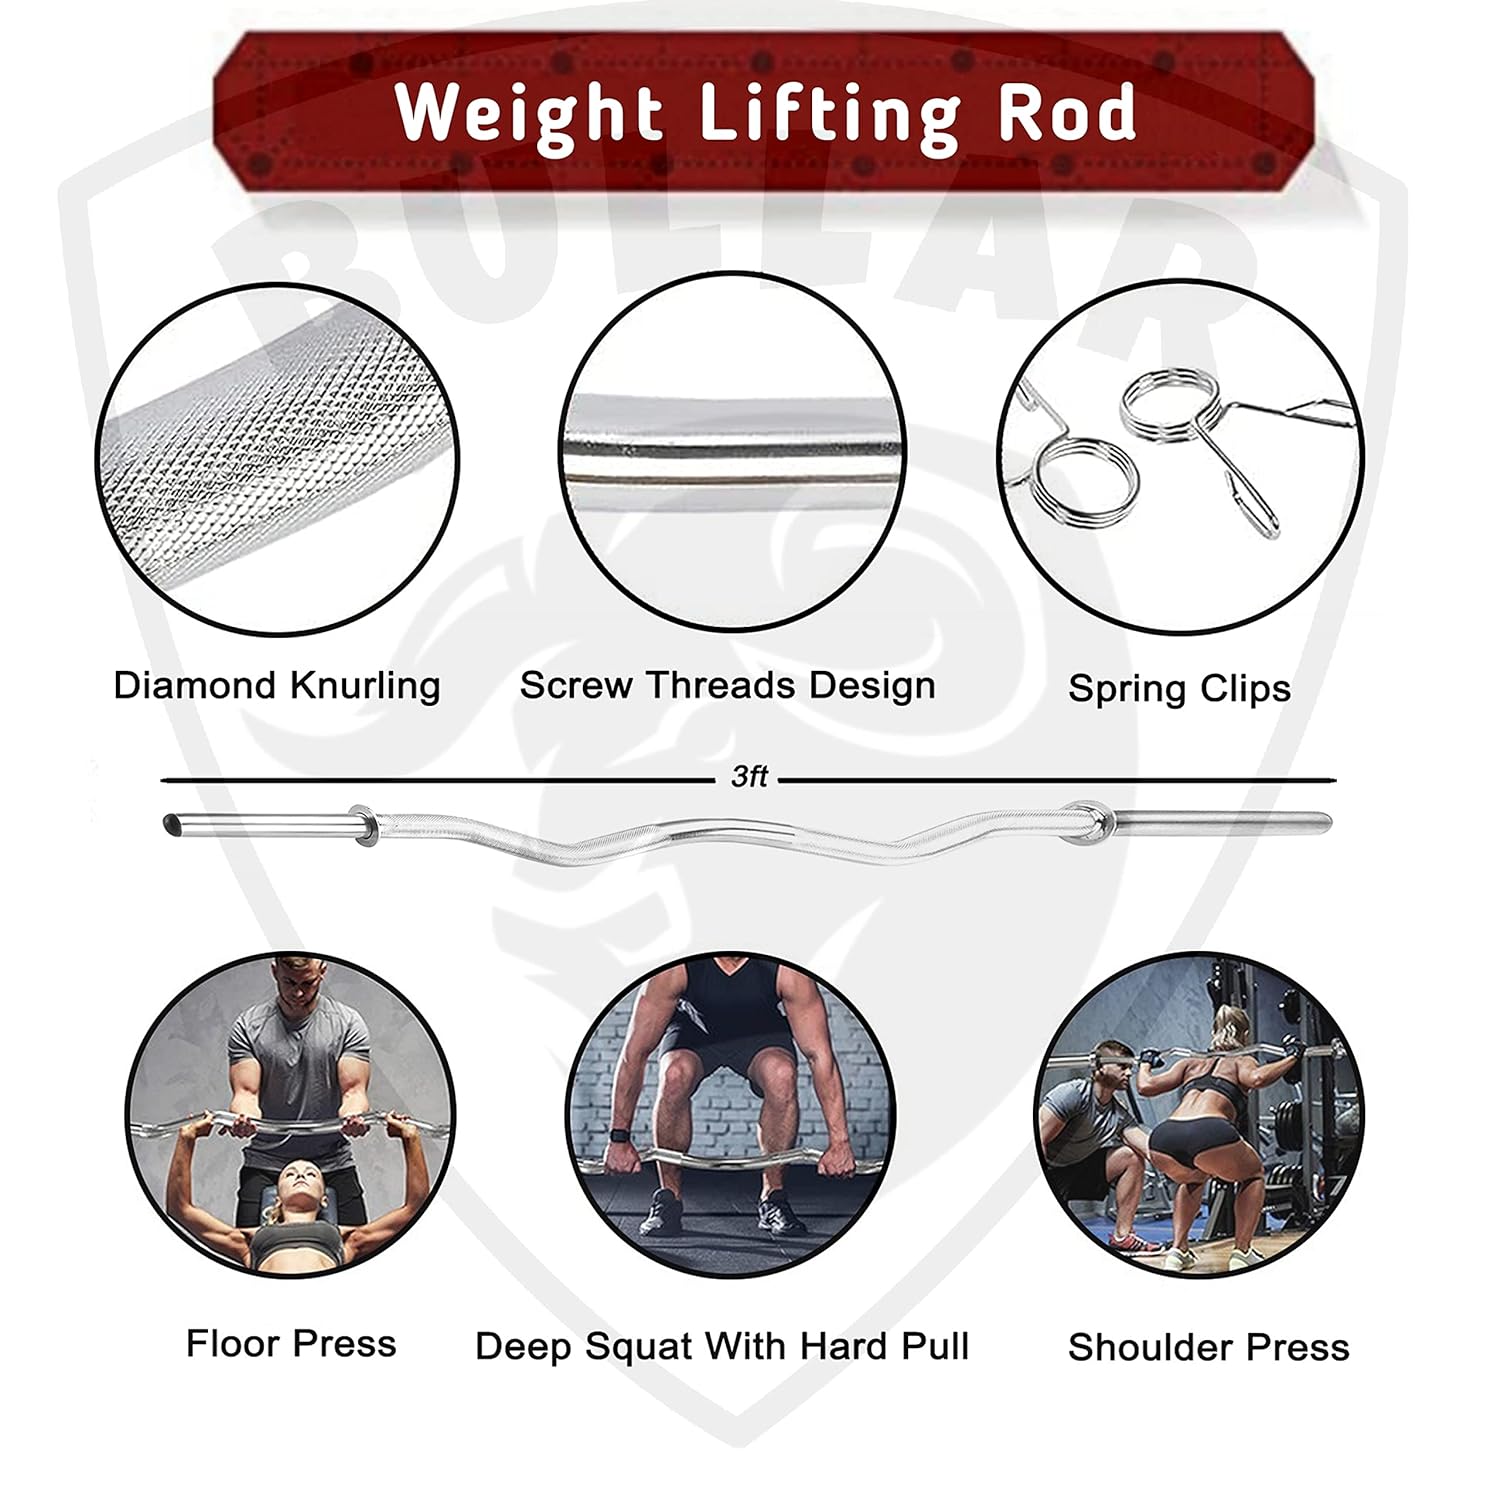 Weight Lifting Rod
BULLAR
Diamond Knurling
Screw Threads Design
Spring Clips
3ft
Floor Press
Deep Squat With Hard Pull
Shoulder Press